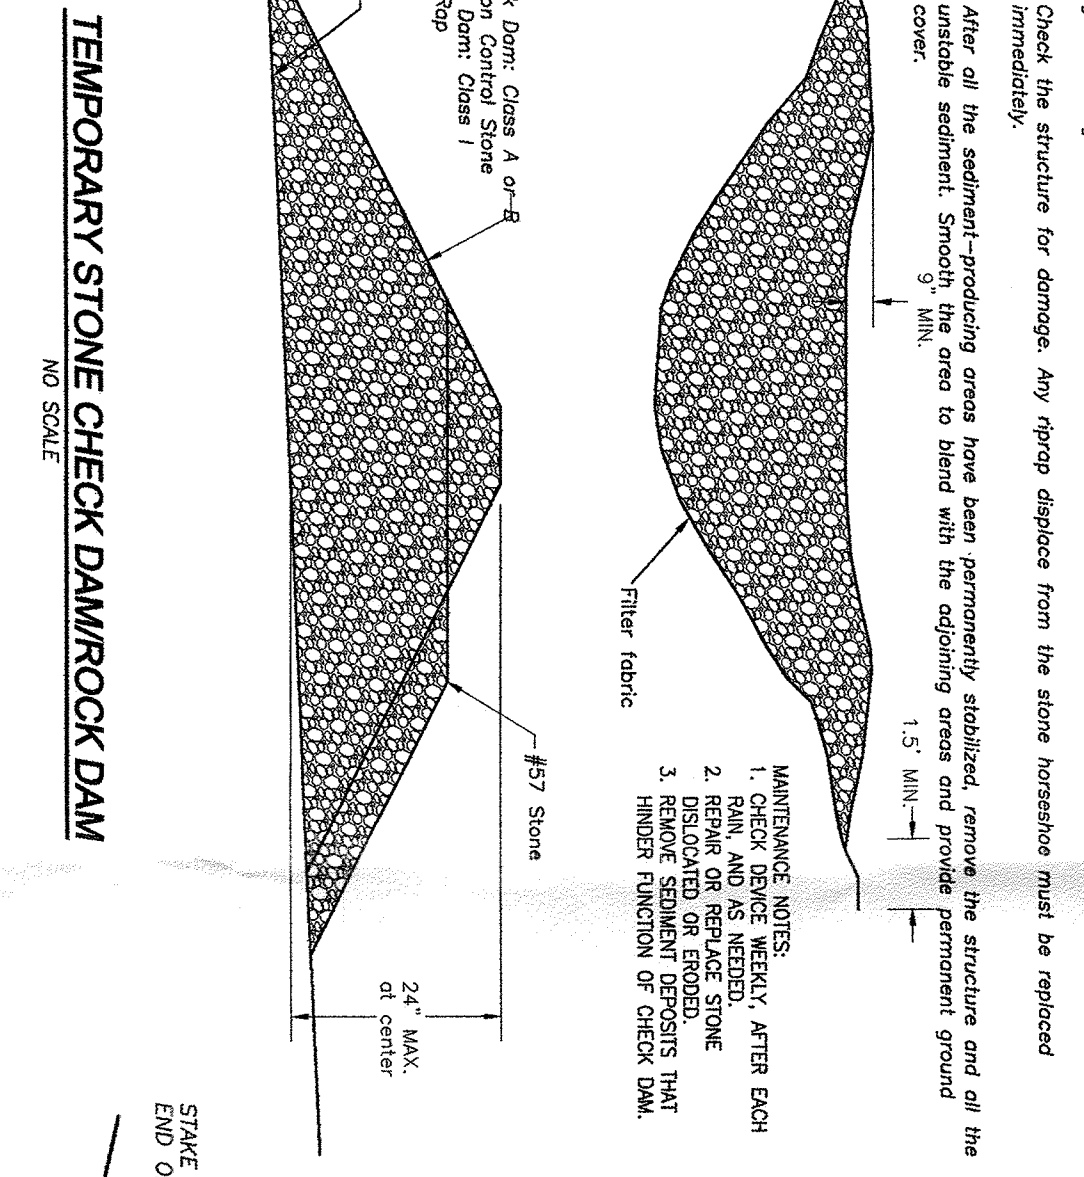 Check the structure for damage. Any riprap displace from the stone horseshoe must be replaced
immediately.
After all the sediment-producing areas have been permanently stabilized, remove the structure and all the
unstable sediment. Smooth the area to blend with the adjoining areas and provide permanent ground
cover.
9" MIN.
1.5' MIN.
Filter fabric
MAINTENANCE NOTES:
1. CHECK DEVICE WEEKLY, AFTER EACH
RAIN, AND AS NEEDED.
2. REPAIR OR REPLACE STONE
DISLOCATED OR ERODED.
3. REMOVE SEDIMENT DEPOSITS THAT
HINDER FUNCTION OF CHECK DAM.
Dam: Class A or B
on Control Stone
Dam: Class I
Rap
#57 Stone
24" MAX.
at center
TEMPORARY STONE CHECK DAM/ROCK DAM
NO SCALE
STAKE
END O